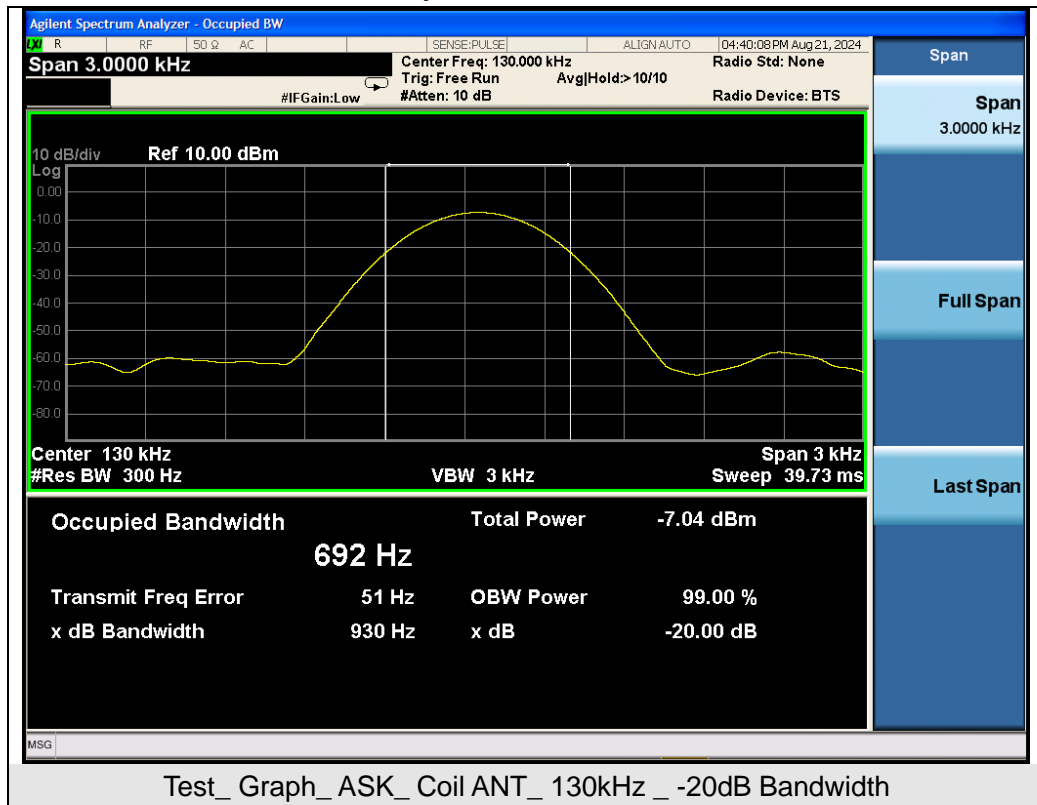 Agilent Spectrum Analyzer - Occupied BW
LXI R RF 50 Ω AC SENSE:PULSE ALIGN AUTO 04:40:08 PM Aug 21, 2024
Span 3.0000 kHz
Center Freq: 130.000 kHz
Radio Std: None
Trig: Free Run Avg|Hold:>10/10
#IFGain:Low #Atten: 10 dB Radio Device: BTS
Span
Span
3.0000 kHz
Full Span
Last Span
10 dB/div Ref 10.00 dBm
Log
0.00
-10.0
-20.0
-30.0
-40.0
-50.0
-60.0
-70.0
-80.0
Center 130 kHz Span 3 kHz
#Res BW 300 Hz VBW 3 kHz Sweep 39.73 ms
Occupied Bandwidth Total Power -7.04 dBm
692 Hz
Transmit Freq Error 51 Hz OBW Power 99.00 %
x dB Bandwidth 930 Hz x dB -20.00 dB
MSG
Test_ Graph_ ASK_ Coil ANT_ 130kHz _ -20dB Bandwidth